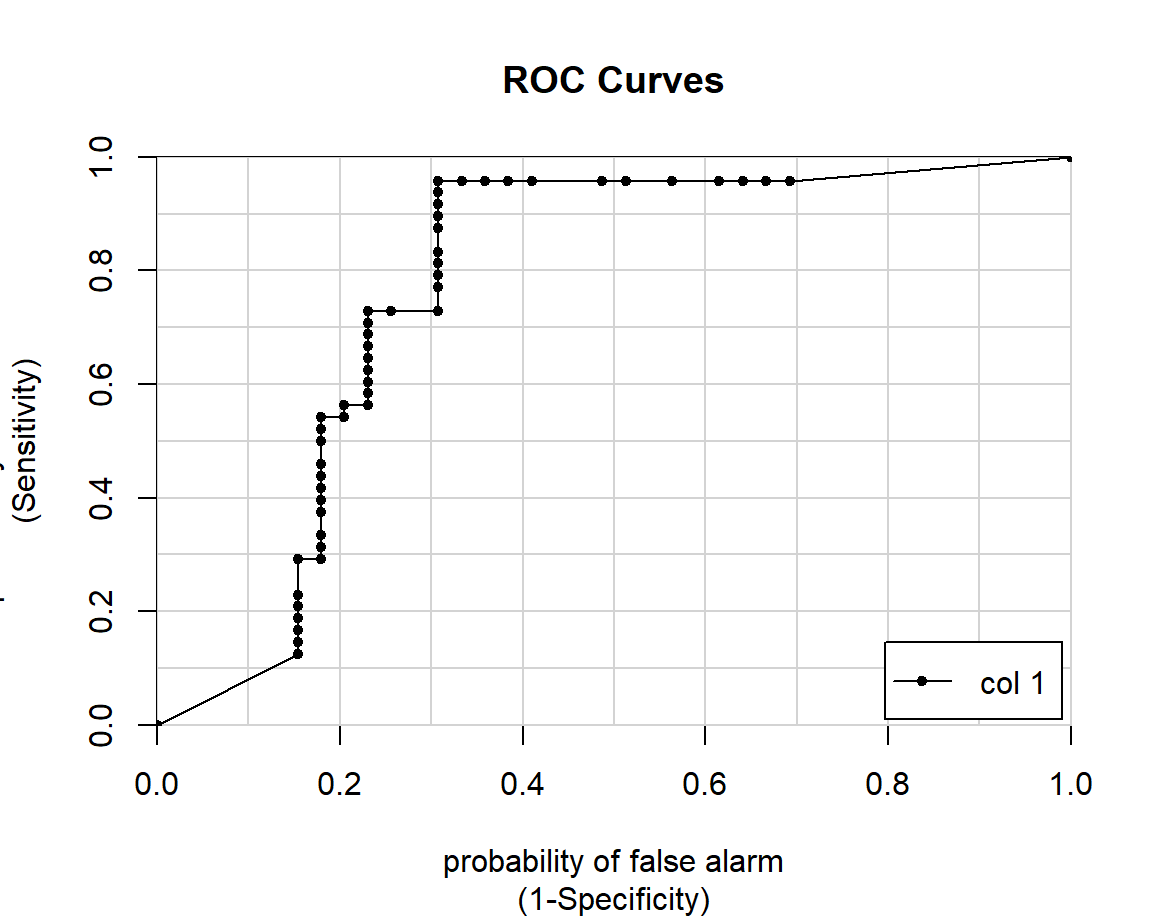 ROC Curves
1.0
0.8
0.6
0.4
0.2
0.0
(Sensitivity)
col 1
0.0 0.2 0.4 0.6 0.8 1.0
probability of false alarm
(1-Specificity)